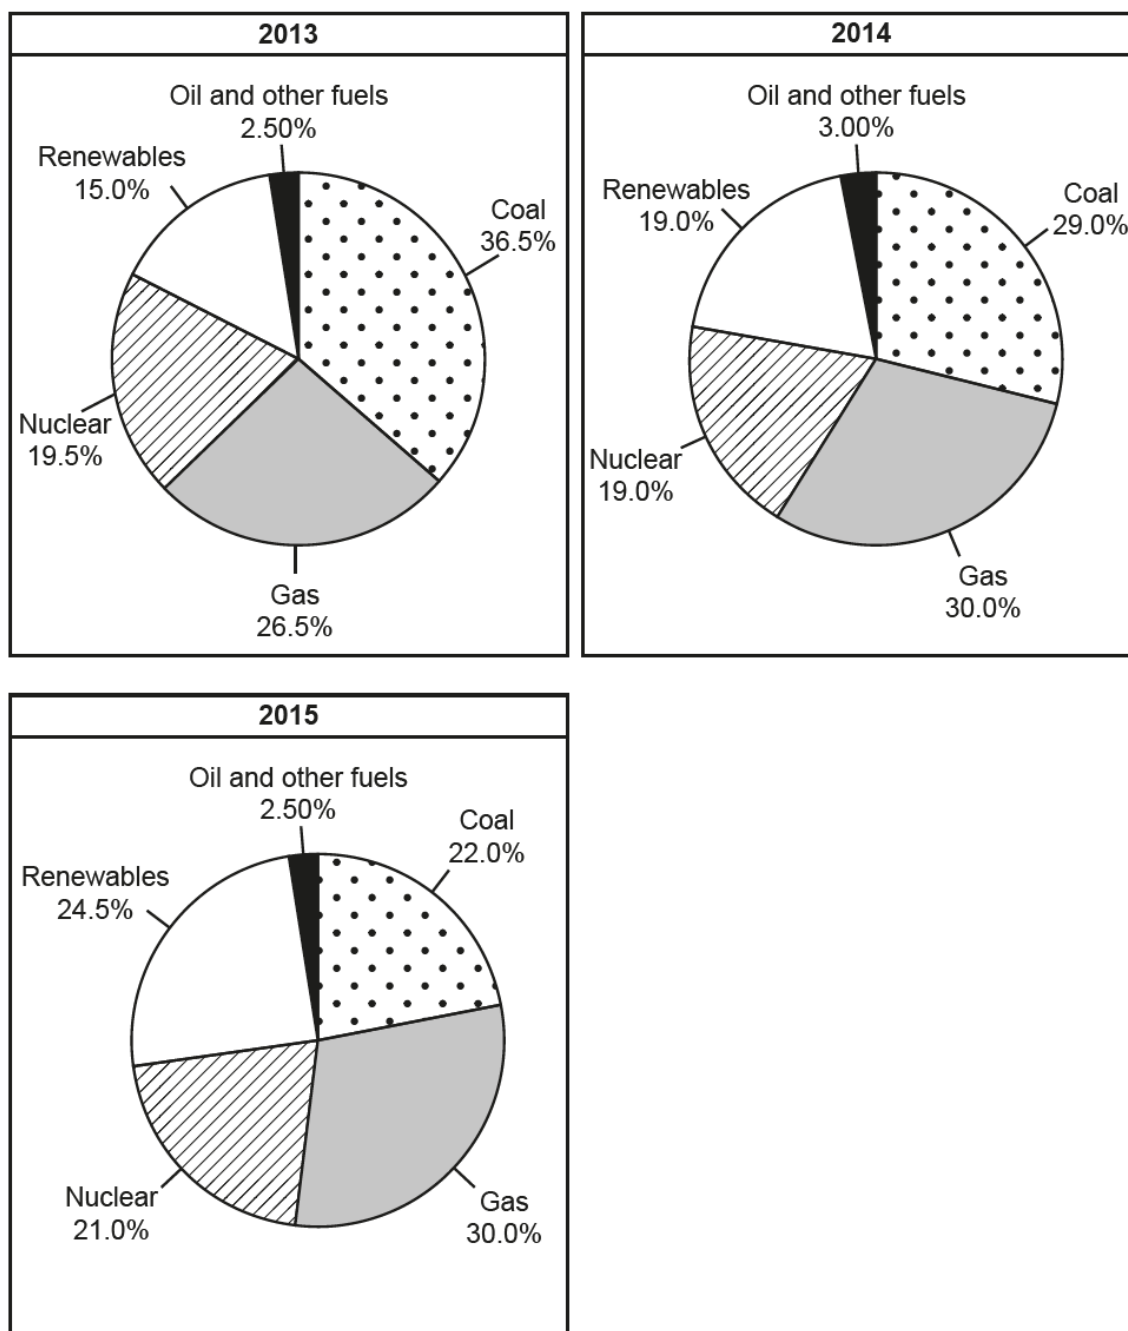 2013
Oil and other fuels
2.50%
Renewables
15.0%
Coal
36.5%
Nuclear
19.5%
Gas
26.5%
2014
Oil and other fuels
3.00%
Renewables
19.0%
Coal
29.0%
Nuclear
19.0%
Gas
30.0%
2015
Oil and other fuels
2.50%
Coal
22.0%
Renewables
24.5%
Nuclear
21.0%
Gas
30.0%